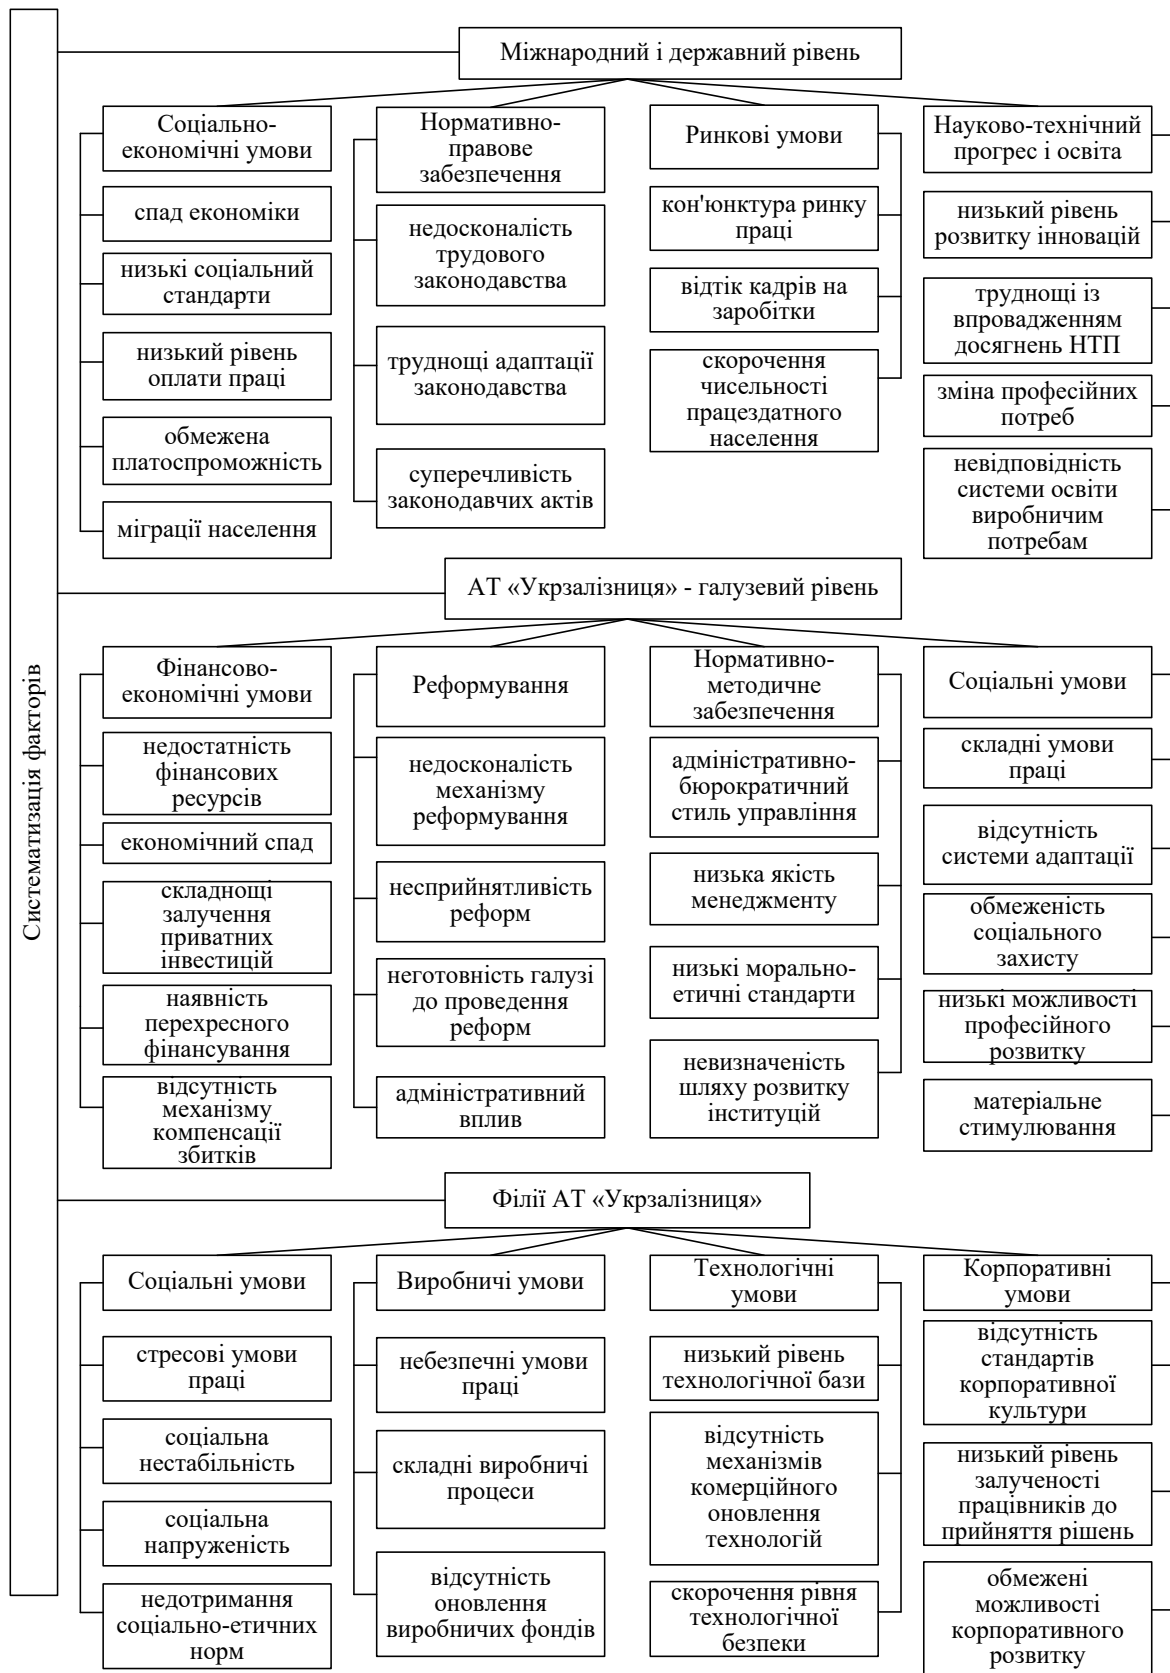 Систематизація факторів
Міжнародний і державний рівень
Соціально-
економічні умови
спад економіки
низькі соціальний
стандарти
низький рівень
оплати праці
обмежена
платоспроможність
міграції населення
Нормативно-
правове
забезпечення
недосконалість
трудового
законодавства
труднощі адаптації
законодавства
суперечливість
законодавчих актів
Ринкові умови
кон'юнктура ринку
праці
відтік кадрів на
заробітки
скорочення
чисельності
працездатного
населення
Науково-технічний
прогрес і освіта
низький рівень
розвитку інновацій
труднощі із
впровадженням
досягнень НТП
зміна професійних
потреб
невідповідність
системи освіти
виробничим
потребам
АТ «Укрзалізниця» - галузевий рівень
Фінансово-
економічні умови
недостатність
фінансових
ресурсів
економічний спад
складнощі
залучення
приватних
інвестицій
наявність
перехресного
фінансування
відсутність
механізму
компенсації
збитків
Реформування
недосконалість
механізму
реформування
несприйнятливість
реформ
неготовність галузі
до проведення
реформ
адміністративний
вплив
Нормативно-
методичне
забезпечення
адміністративно-
бюрократичний
стиль управління
низька якість
менеджменту
низькі морально-
етичні стандарти
невизначеність
шляху розвитку
інституцій
Соціальні умови
складні умови
праці
відсутність
системи адаптації
обмеженість
соціального
захисту
низькі можливості
професійного
розвитку
матеріальне
стимулювання
Філії АТ «Укрзалізниця»
Соціальні умови
стресові умови
праці
соціальна
нестабільність
соціальна
напруженість
недотримання
соціально-етичних
норм
Виробничі умови
небезпечні умови
праці
складні виробничі
процеси
відсутність
оновлення
виробничих фондів
Технологічні
умови
низький рівень
технологічної бази
відсутність
механізмів
комерційного
оновлення
технологій
скорочення рівня
технологічної
безпеки
Корпоративні
умови
відсутність
стандартів
корпоративної
культури
низький рівень
залученості
працівників до
прийняття рішень
обмежені
можливості
корпоративного
розвитку